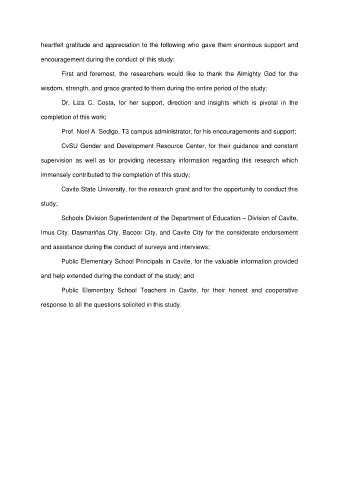 heartfelt gratitude and appreciation to the following who gave them enormous support and
encouragement during the conduct of this study;
First and foremost, the researchers would like to thank the Almighty God for the
wisdom, strength, and grace granted to them during the entire period of the study;
Dr. Liza C. Costa, for her support, direction and insights which is pivotal in the
completion of this work;
Prof. Noel A. Sedigo, T3 campus administrator, for his encouragements and support;
CvSU Gender and Development Resource Center, for their guidance and constant
supervision as well as for providing necessary information regarding this research which
immensely contributed to the completion of this study;
Cavite State University, for the research grant and for the opportunity to conduct this
study;
Schools Division Superintendent of the Department of Education – Division of Cavite,
Imus City, Dasmariñas City, Bacoor City, and Cavite City for the considerate endorsement
and assistance during the conduct of surveys and interviews;
Public Elementary School Principals in Cavite, for the valuable information provided
and help extended during the conduct of the study; and
Public Elementary School Teachers in Cavite, for their honest and cooperative
response to all the questions solicited in this study.